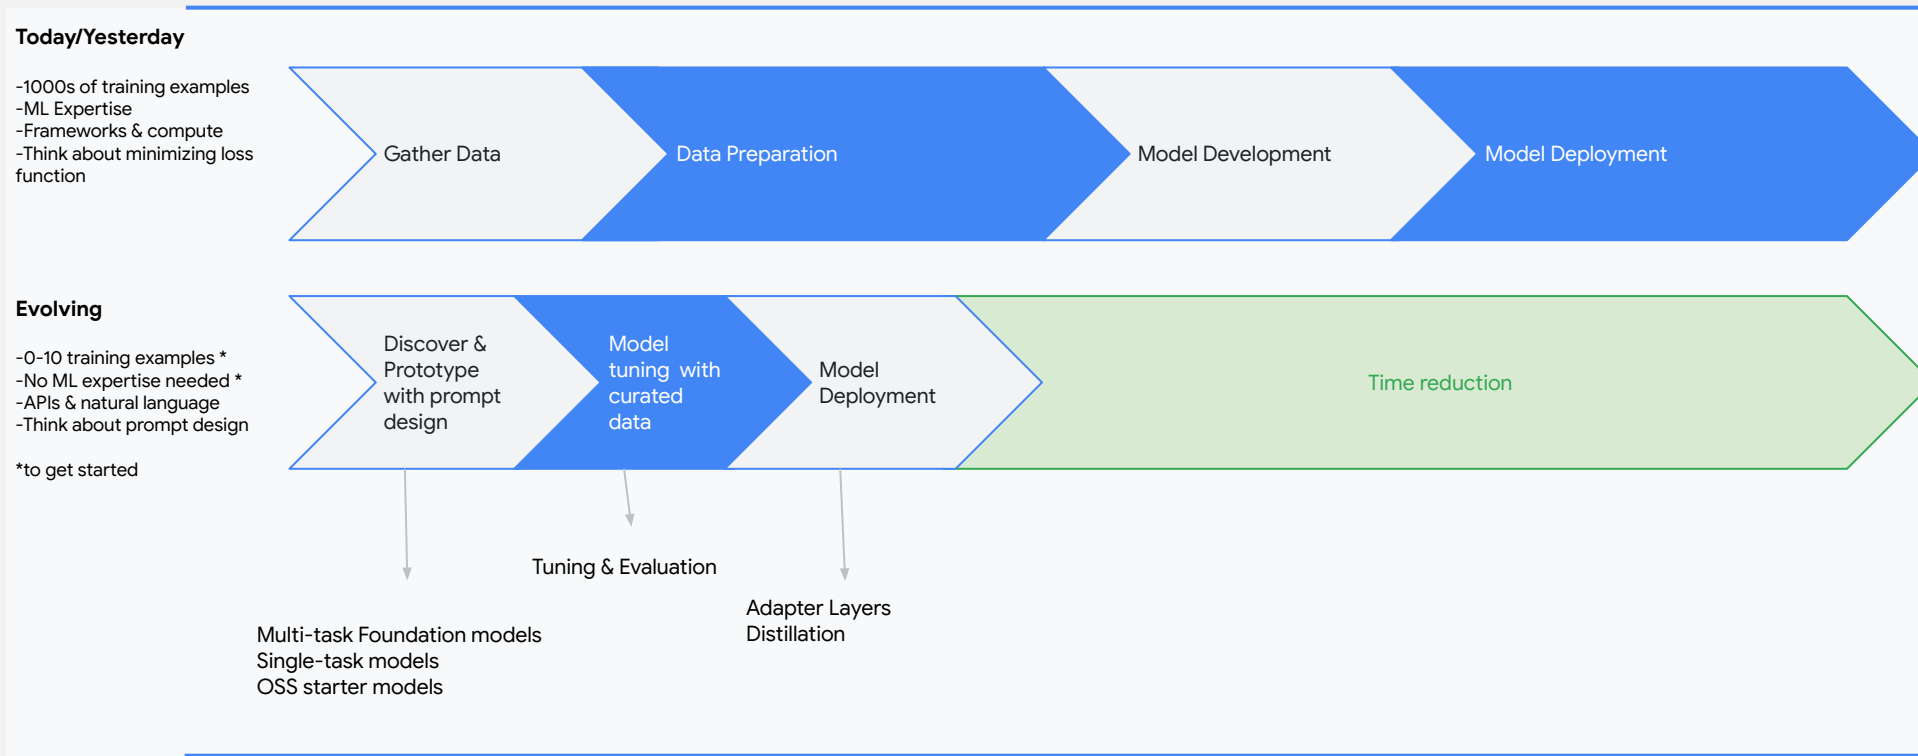 Today/Yesterday
-1000s of training examples
-ML Expertise
-Frameworks & compute
-Think about minimizing loss
function
Gather Data
Data Preparation
Model Development
Model Deployment
Evolving
-0-10 training examples *
-No ML expertise needed *
-APIs & natural language
-Think about prompt design
*to get started
Discover &
Prototype
with prompt
design
Model
tuning with
curated
data
Model
Deployment
Time reduction
Multi-task Foundation models
Single-task models
OSS starter models
Tuning & Evaluation
Adapter Layers
Distillation